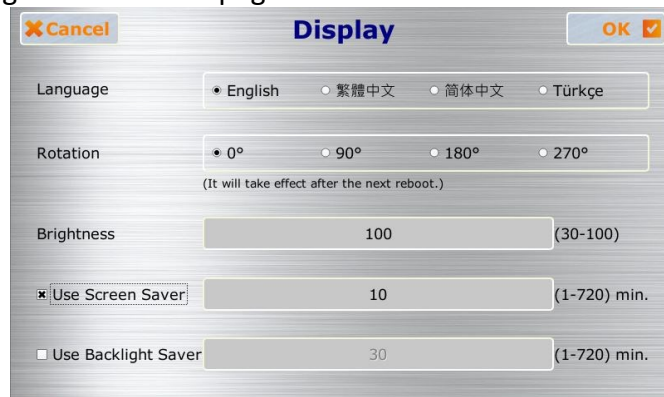 Cancel Display OK
Language English 繁體中文 简体中文 Türkçe
Rotation 0° 90° 180° 270°
(It will take effect after the next reboot.)
Brightness 100 (30-100)
Use Screen Saver 10 (1-720) min.
Use Backlight Saver 30 (1-720) min.